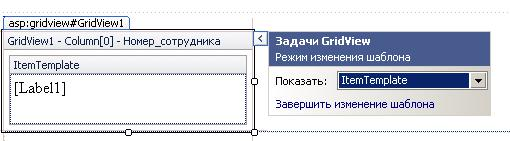 asp:gridview#GridView1
GridView1 - Column[0] - Номер_сотрудника
ItemTemplate
[Label1]
Задачи GridView
Режим изменения шаблона
Показать: ItemTemplate
Завершить изменение шаблона